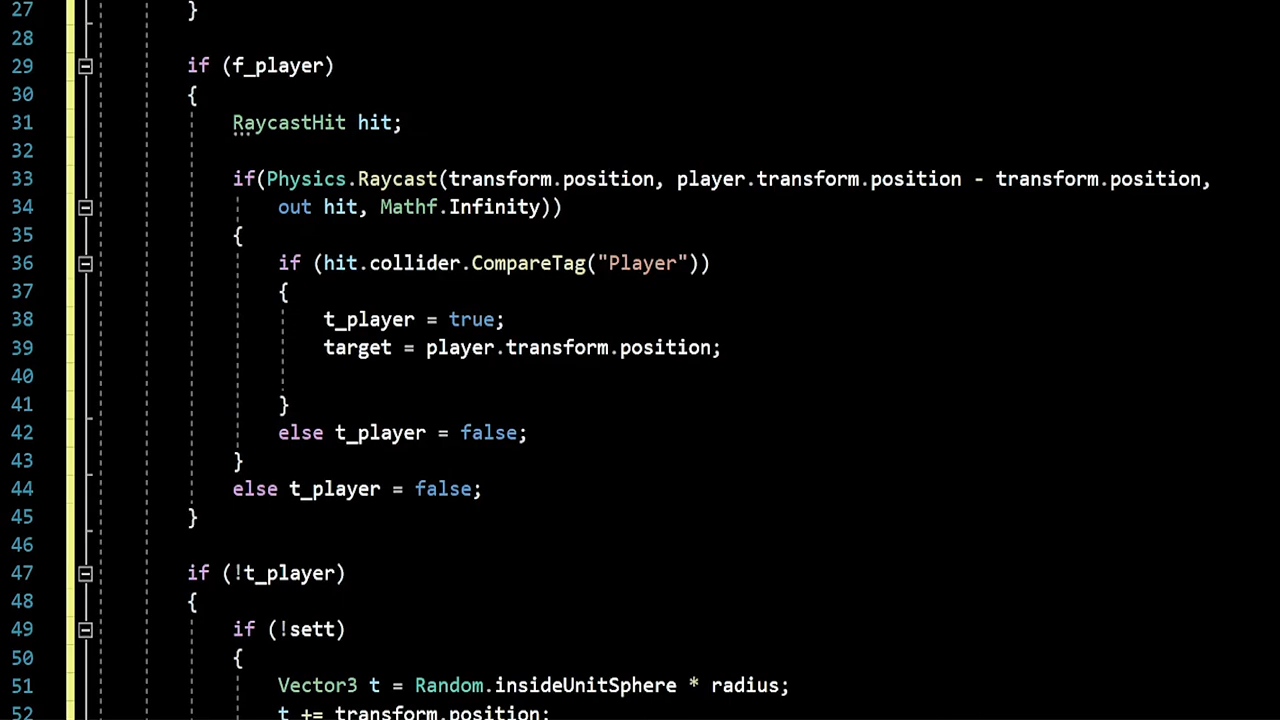 27 }
28
29 if (f_player)
30 {
31 RaycastHit hit;
32
33 if(Physics.Raycast(transform.position, player.transform.position - transform.position,
34 out hit, Mathf.Infinity))
35 {
36 if (hit.collider.CompareTag("Player"))
37 {
38 t_player = true;
39 target = player.transform.position;
40
41 }
42 else t_player = false;
43 }
44 else t_player = false;
45 }
46
47 if (!t_player)
48 {
49 if (!sett)
50 {
51 Vector3 t = Random.insideUnitSphere * radius;
52 t += transform.position;